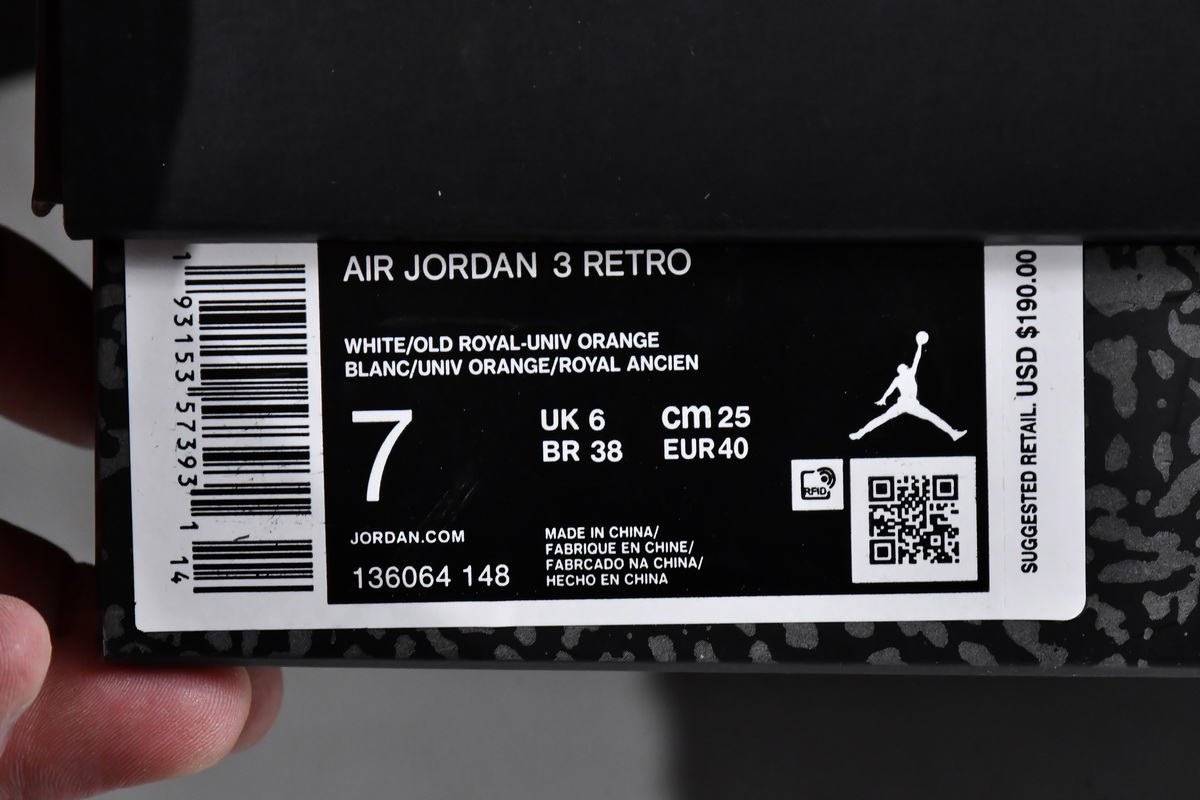 AIR JORDAN 3 RETRO
WHITE/OLD ROYAL-UNIV ORANGE
BLANC/UNIV ORANGE/ROYAL ANCIEN
7
UK 6
cm 25
BR 38
EUR 40
JORDAN.COM
136064 148
MADE IN CHINA/
FABRIQUE EN CHINE/
FABRCADO NA CHINA/
HECHO EN CHINA
RFID
SUGGESTED RETAIL. USD $190.00
1 93153 57393 1 14